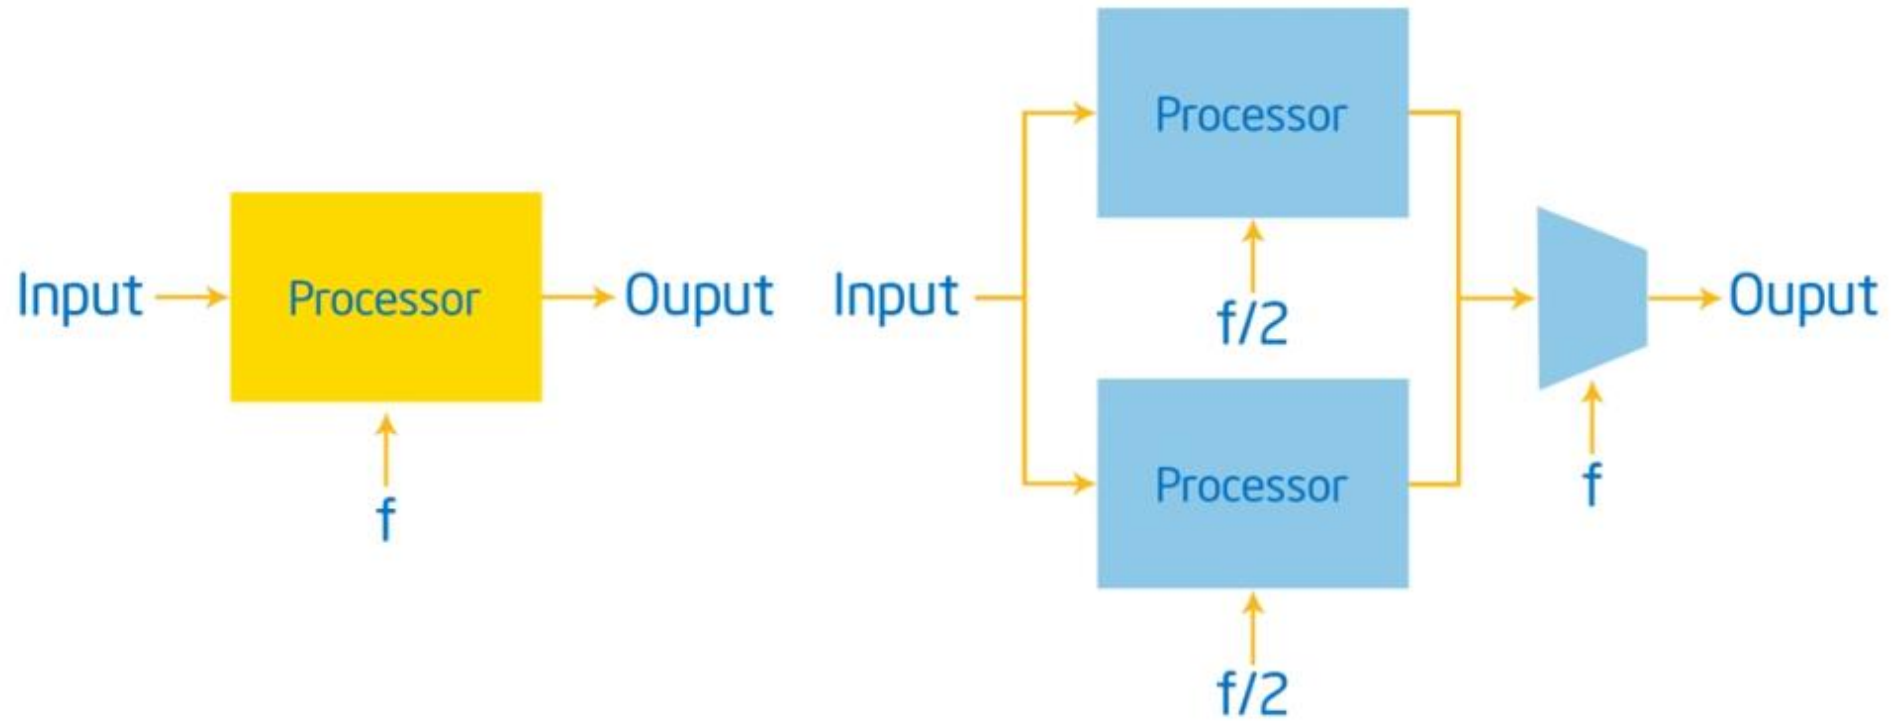 Input
Processor
Ouput
f
Input
Processor
f/2
Processor
f/2
f
Ouput